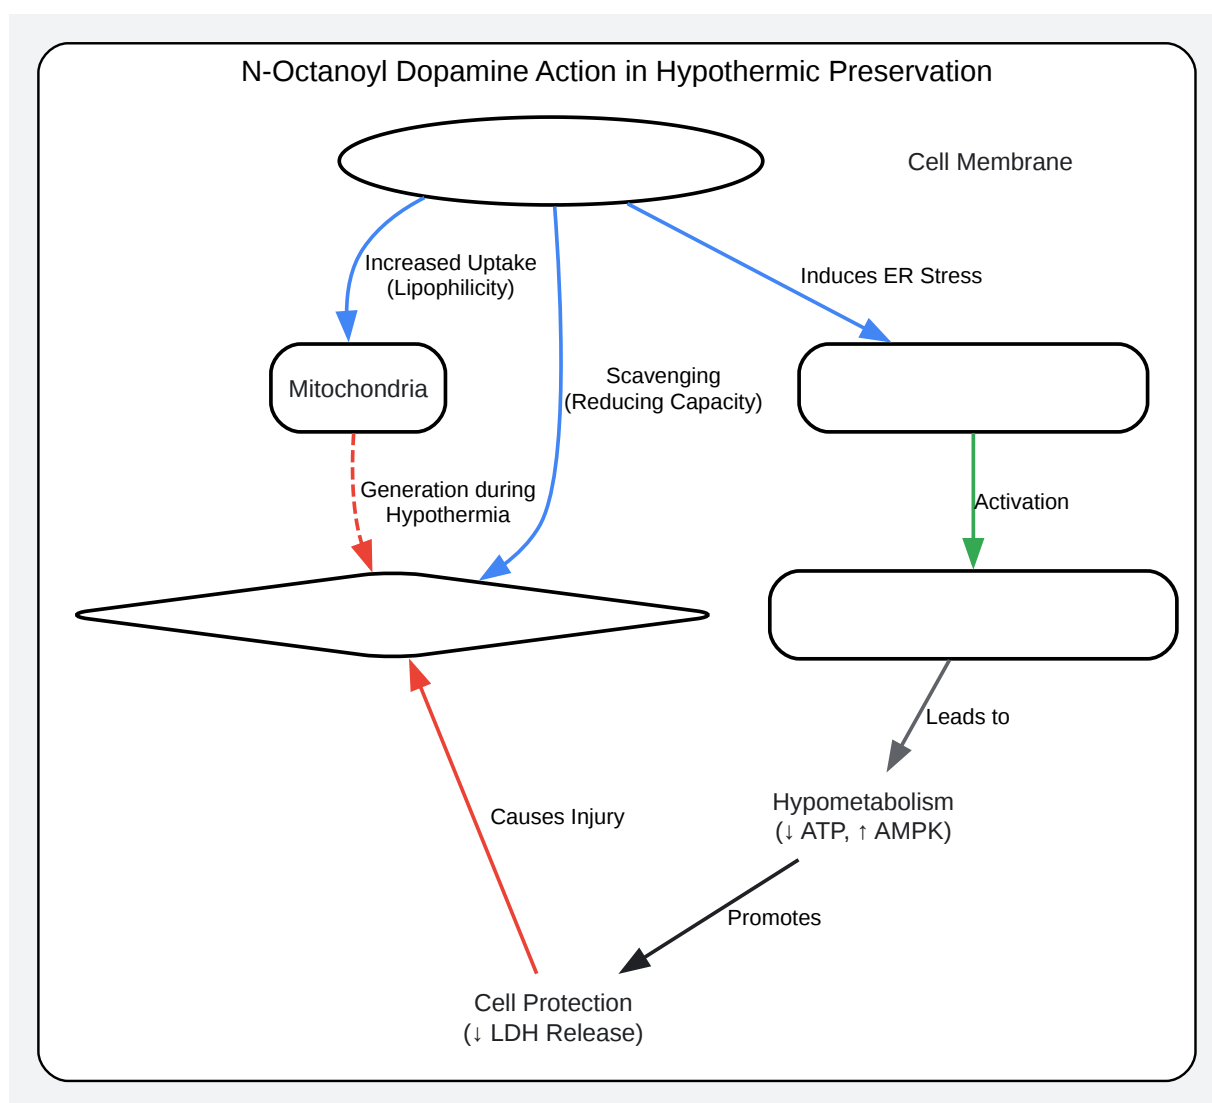 N-Octanoyl Dopamine Action in Hypothermic Preservation
Cell Membrane
Increased Uptake
(Lipophilicity)
Induces ER Stress
Scavenging
(Reducing Capacity)
Mitochondria
Generation during
Hypothermia
Activation
Leads to
Hypometabolism
(↓ ATP, ↑ AMPK)
Causes Injury
Promotes
Cell Protection
(↓ LDH Release)